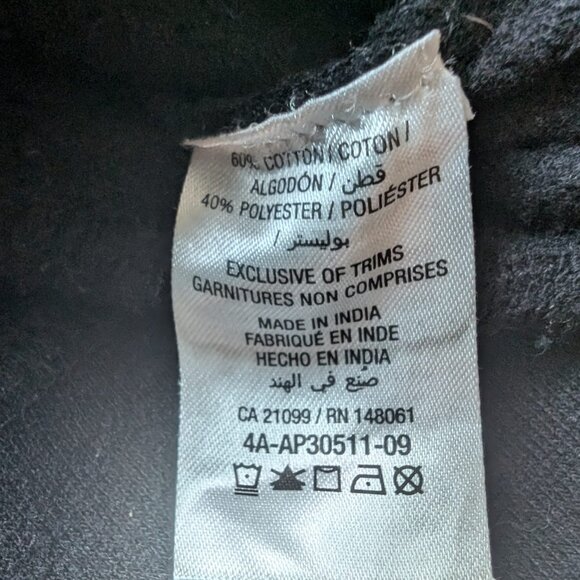 60% COTTON / COTON /
ALGODÓN / قطن
40% POLYESTER / POLIÉSTER
/ بوليستر
EXCLUSIVE OF TRIMS
GARNITURES NON COMPRISES
MADE IN INDIA
FABRIQUÉ EN INDE
HECHO EN INDIA
صُنع في الهند
CA 21099 / RN 148061
4A-AP30511-09